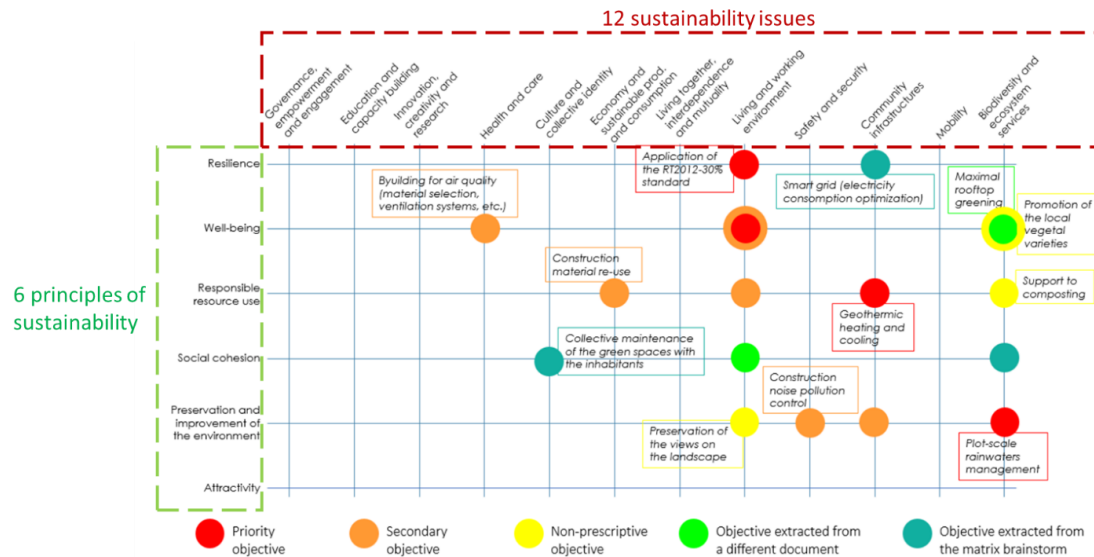 12 sustainability issues
Governance,
empowerment
and engagement
Education and
capacity building
Innovation,
creativity and
research
Health and care
Culture and
collective identity
Economy and
sustainable prod.
and consumption
Living together,
interdependence
and mutuality
Living and working
environment
Safety and security
Community
infrastructures
Mobility
Biodiversity and
ecosystem
services
6 principles of
sustainability
Resilience
Well-being
Responsible
resource use
Social cohesion
Preservation and
improvement of
the environment
Attractivity
Application of
the RT2012-30%
standard
Byuilding for air quality
(material selection,
ventilation systems, etc.)
Smart grid (electricity
consomption optimization)
Maximal
rooftop
greening
Promotion of
the local
vegetal
varieties
Construction
material re-use
Support to
composting
Geothermic
heating and
cooling
Collective maintenance
of the green spaces with
the inhabitants
Construction
noise pollution
control
Preservation of
the views on
the landscape
Plot-scale
rainwaters
management
Priority
objective
Secondary
objective
Non-prescriptive
objective
Objective extracted from
a different document
Objective extracted from
the matrix brainstorm